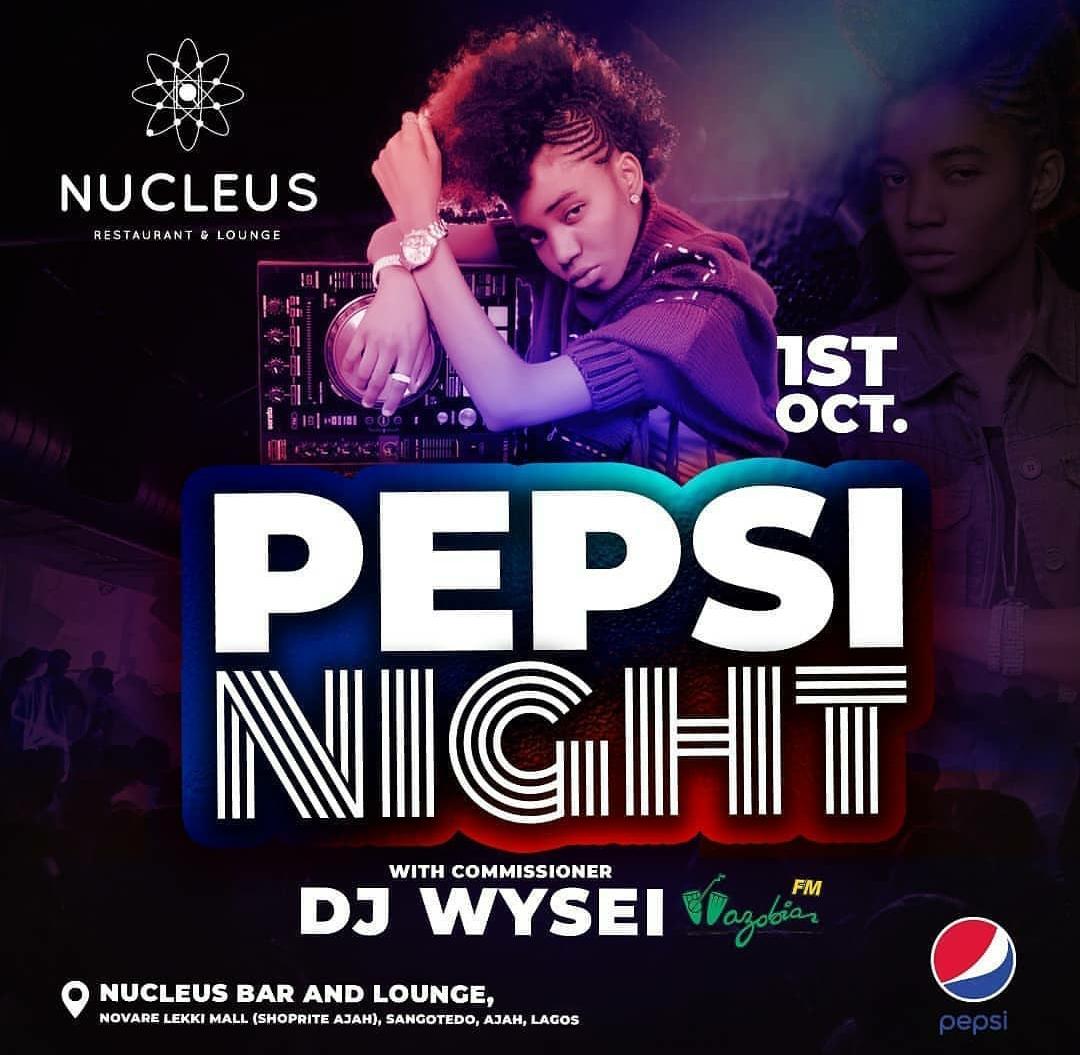 NUCLEUS
RESTAURANT & LOUNGE
1ST
OCT.
PEPSI
NIGHT
WITH COMMISSIONER
DJ WYSEI
Wazobia FM
NUCLEUS BAR AND LOUNGE,
NOVARE LEKKI MALL (SHOPRITE AJAH), SANGOTEDO, AJAH, LAGOS
pepsi